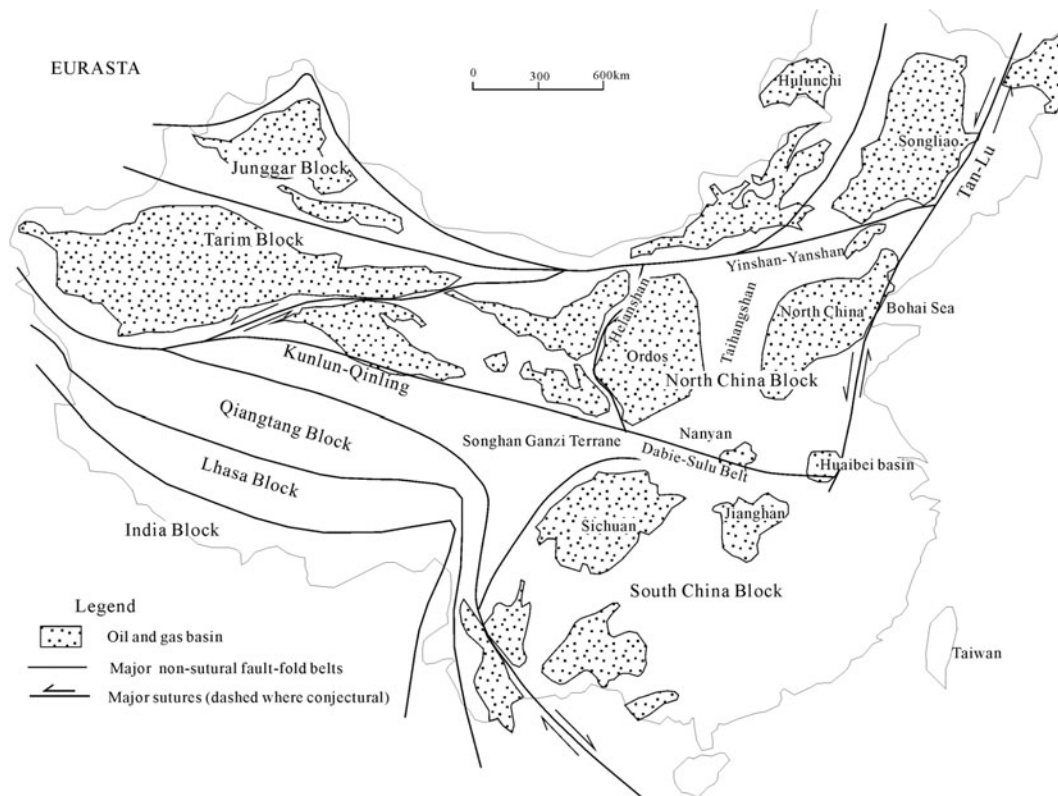 EURASTA
0 300 600km
Hulunchi
Songliao
Tan-Lu
Junggar Block
Tarim Block
Yinshan-Yanshan
Helanshan
Taihangshan
North China
Bohai Sea
Ordos
North China Block
Kunlun-Qinling
Qiangtang Block
Songhan Ganzi Terrane
Nanyan
Dabie-Sulu Belt
Huaibei basin
Lhasa Block
India Block
Sichuan
Jianghan
South China Block
Taiwan
Legend
Oil and gas basin
Major non-sutural fault-fold belts
Major sutures (dashed where conjectural)